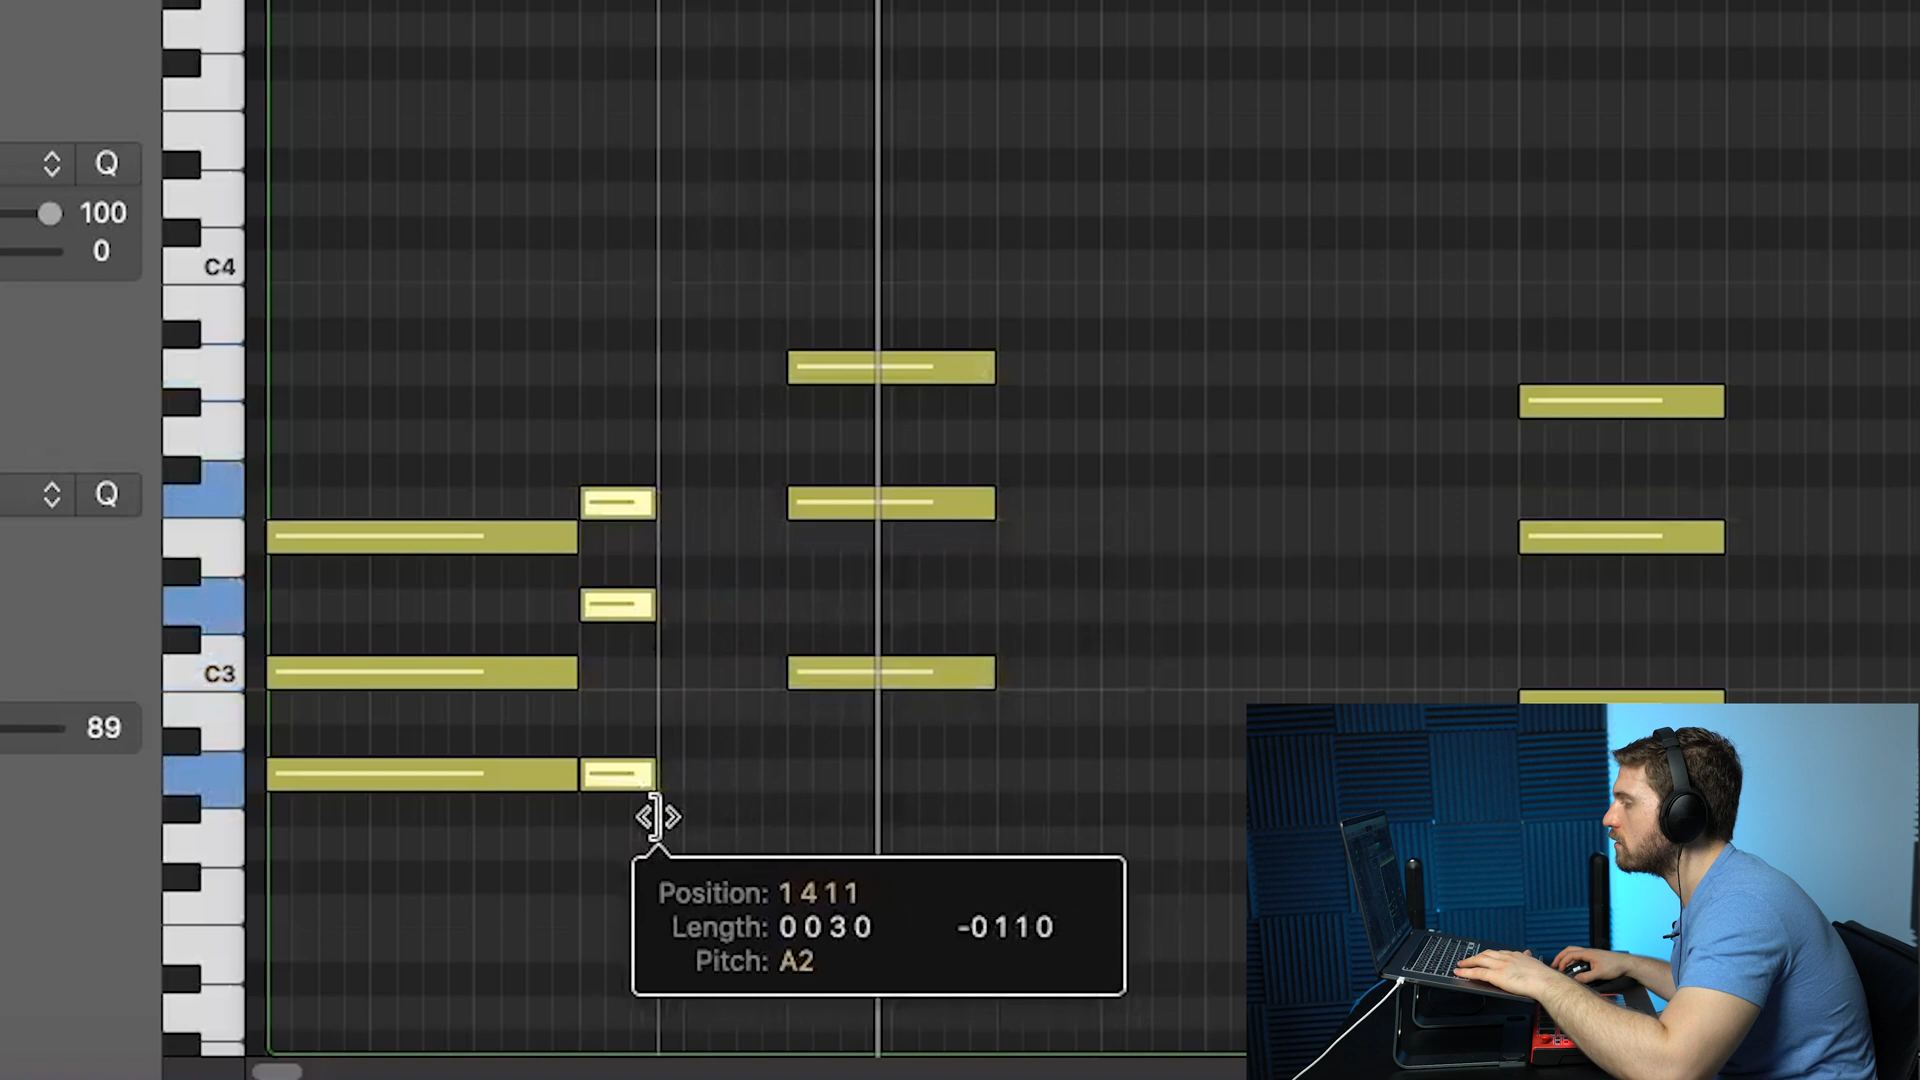 Q
100
0
C4
Q
C3
89
Position: 1 4 1 1
Length: 0 0 3 0 -0 1 1 0
Pitch: A2